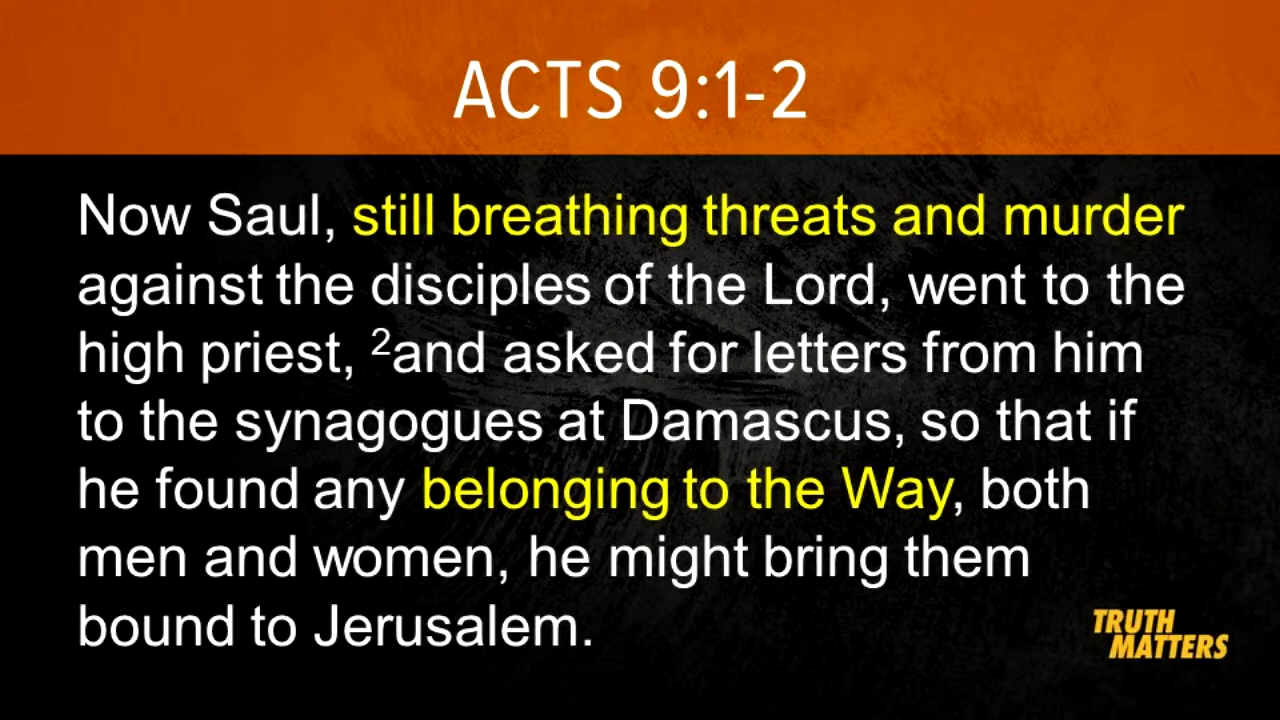 ACTS 9:1-2
Now Saul, still breathing threats and murder
against the disciples of the Lord, went to the
high priest, ²and asked for letters from him
to the synagogues at Damascus, so that if
he found any belonging to the Way, both
men and women, he might bring them
bound to Jerusalem.
TRUTH
MATTERS